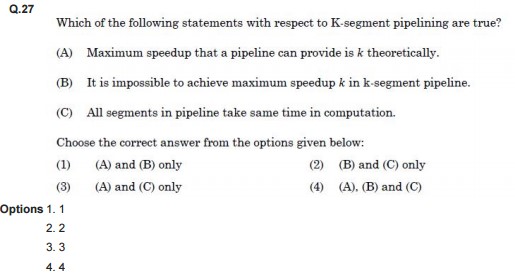 Q.27
Which of the following statements with respect to K-segment pipelining are true?
(A) Maximum speedup that a pipeline can provide is k theoretically.
(B) It is impossible to achieve maximum speedup k in k-segment pipeline.
(C) All segments in pipeline take same time in computation.
Choose the correct answer from the options given below:
(1) (A) and (B) only (2) (B) and (C) only
(3) (A) and (C) only (4) (A), (B) and (C)
Options 1. 1
2. 2
3. 3
4. 4